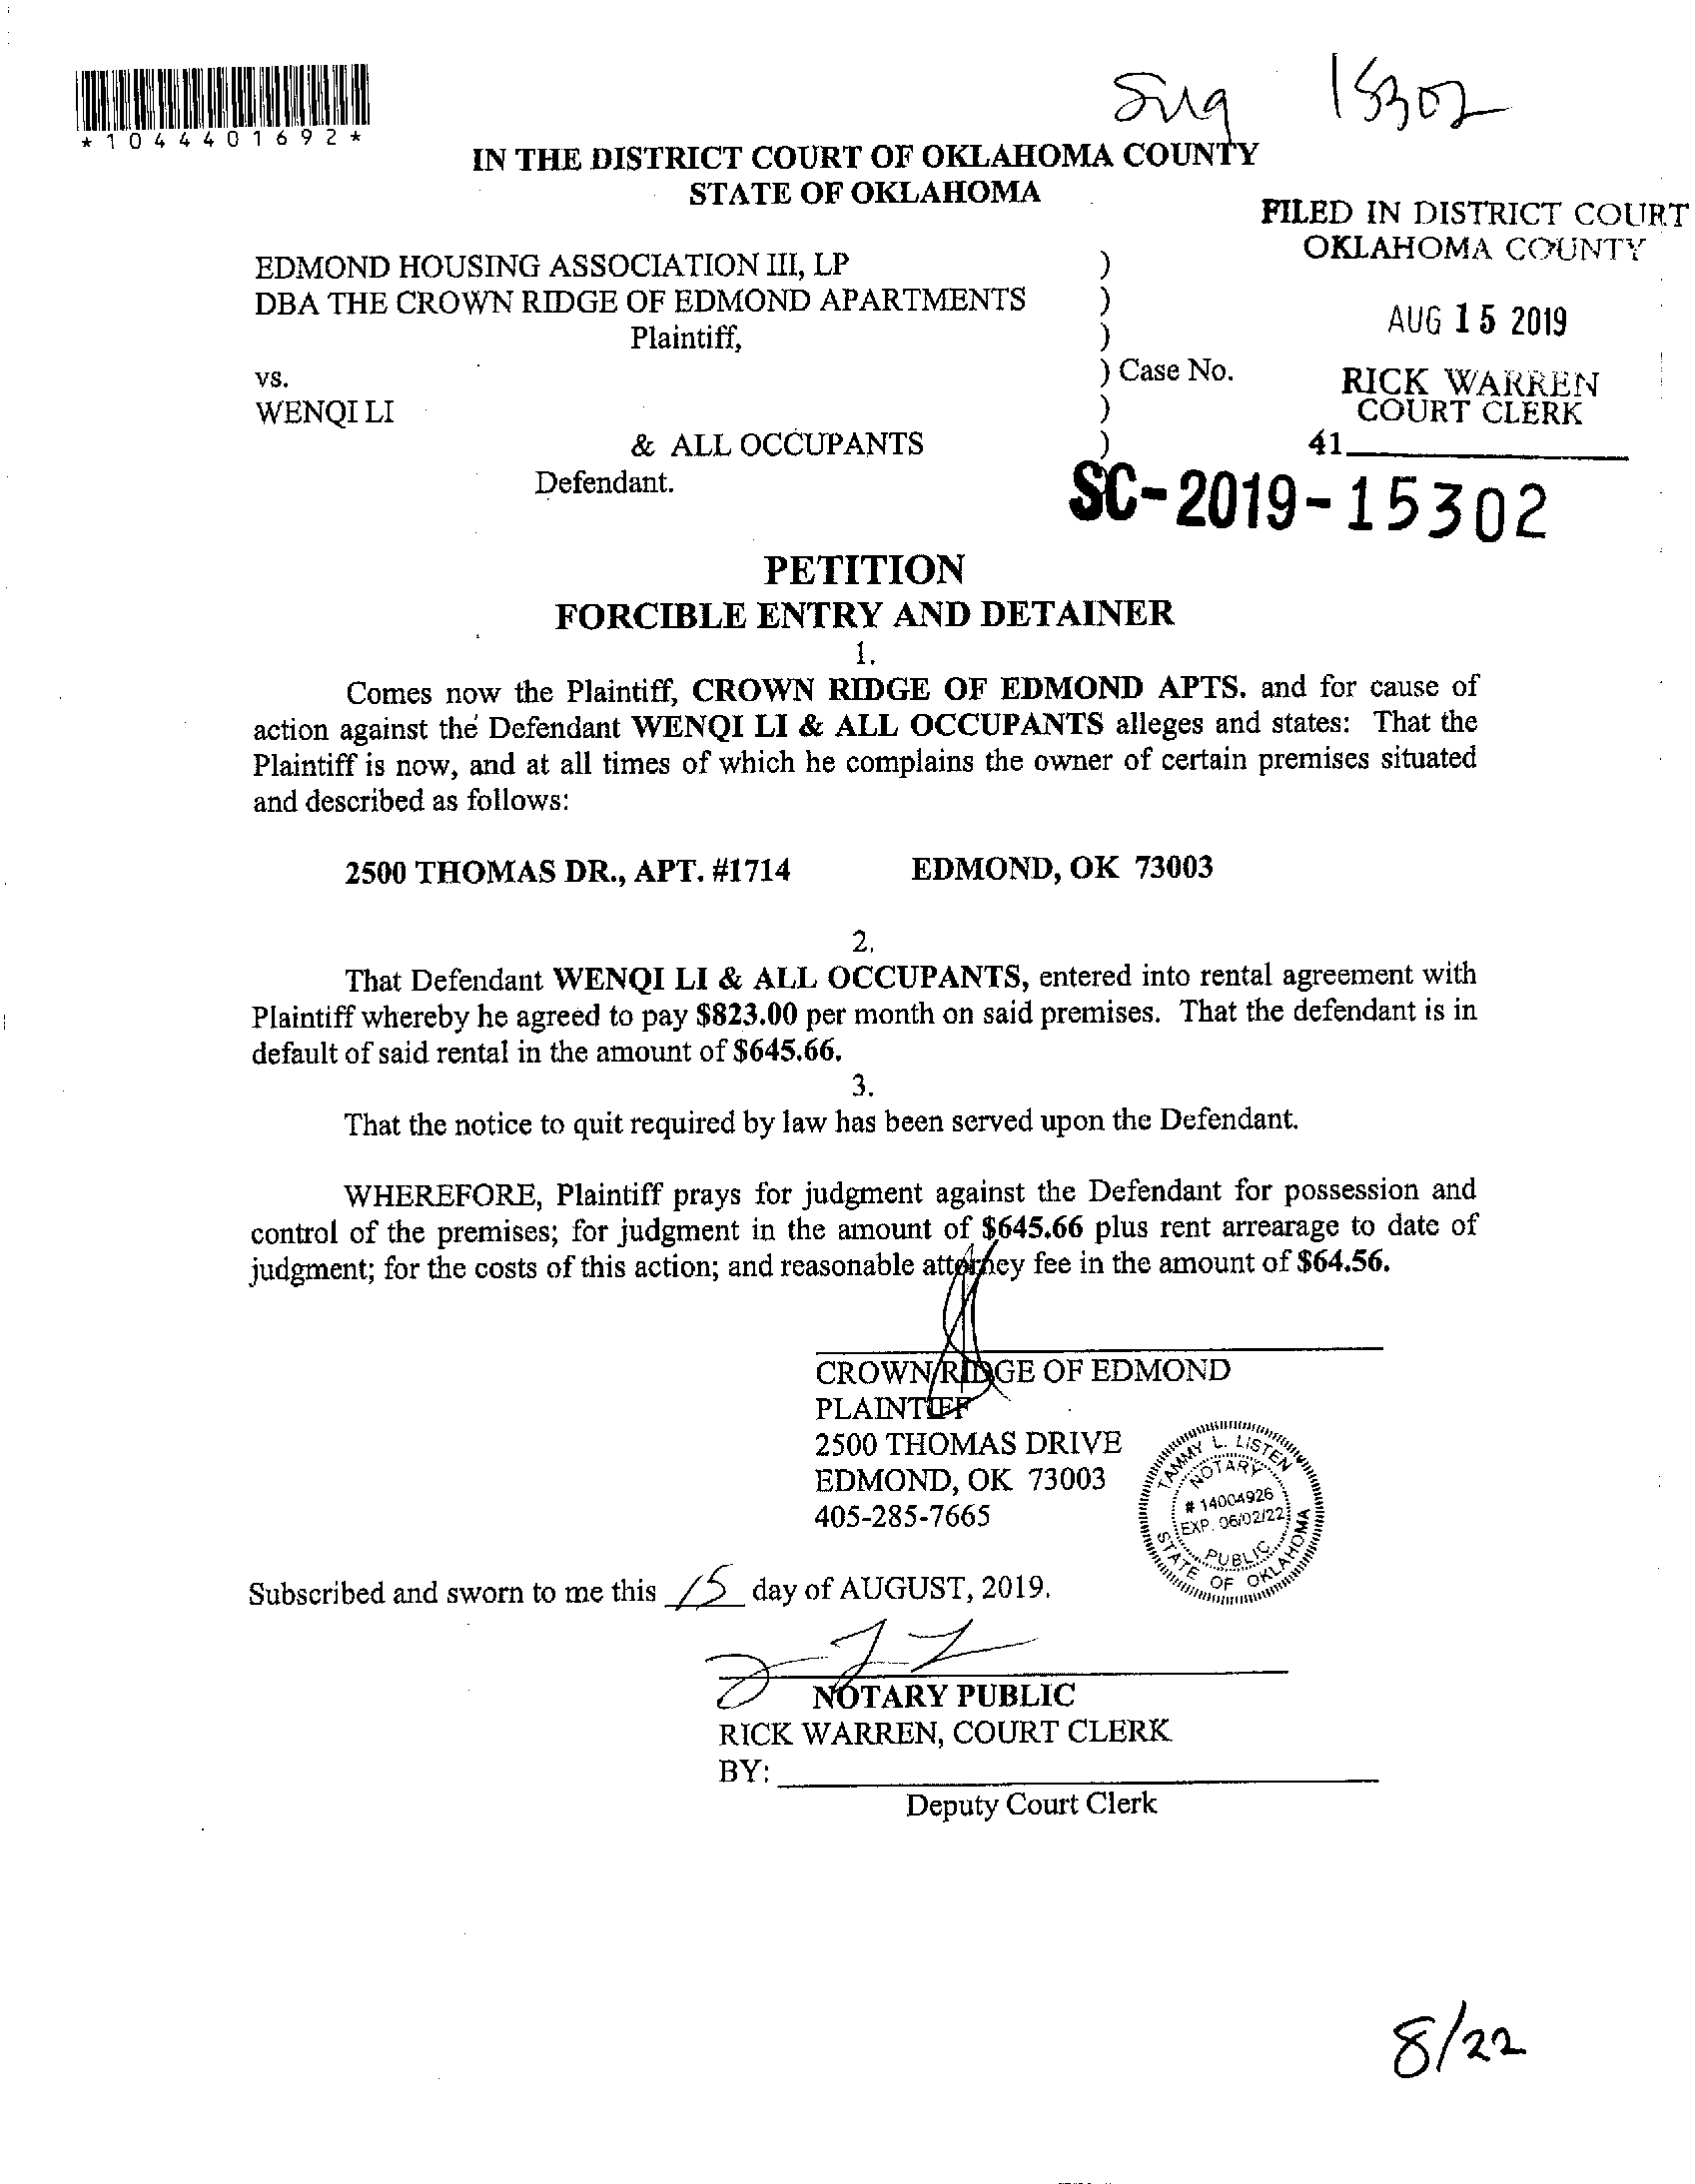 *1044401692*
15302
IN THE DISTRICT COURT OF OKLAHOMA COUNTY
STATE OF OKLAHOMA
FILED IN DISTRICT COURT
OKLAHOMA COUNTY
AUG 15 2019
RICK WARREN
COURT CLERK
41
EDMOND HOUSING ASSOCIATION III, LP )
DBA THE CROWN RIDGE OF EDMOND APARTMENTS )
Plaintiff, )
vs. ) Case No.
WENQI LI )
& ALL OCCUPANTS )
Defendant.
SC-2019-15302
PETITION
FORCIBLE ENTRY AND DETAINER
1.
Comes now the Plaintiff, CROWN RIDGE OF EDMOND APTS. and for cause of
action against the Defendant WENQI LI & ALL OCCUPANTS alleges and states: That the
Plaintiff is now, and at all times of which he complains the owner of certain premises situated
and described as follows:
2500 THOMAS DR., APT. #1714 EDMOND, OK 73003
2.
That Defendant WENQI LI & ALL OCCUPANTS, entered into rental agreement with
Plaintiff whereby he agreed to pay $823.00 per month on said premises. That the defendant is in
default of said rental in the amount of $645.66.
3.
That the notice to quit required by law has been served upon the Defendant.
WHEREFORE, Plaintiff prays for judgment against the Defendant for possession and
control of the premises; for judgment in the amount of $645.66 plus rent arrearage to date of
judgment; for the costs of this action; and reasonable attorney fee in the amount of $64.56.
CROWN RIDGE OF EDMOND
PLAINTIFF
2500 THOMAS DRIVE
EDMOND, OK 73003
405-285-7665
TAMMY L. LISTEN
NOTARY
# 14004926
EXP. 06/02/22
PUBLIC
STATE OF OKLAHOMA
Subscribed and sworn to me this 15 day of AUGUST, 2019.
NOTARY PUBLIC
RICK WARREN, COURT CLERK
BY:
Deputy Court Clerk
8/22